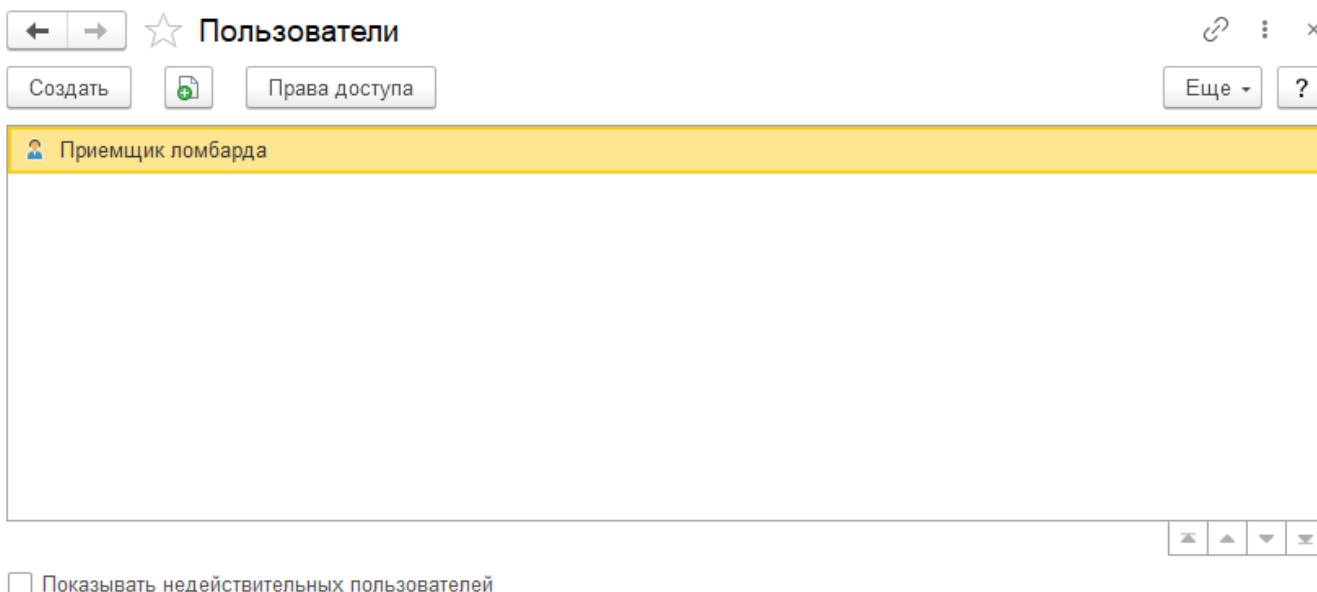 Пользователи
Создать Права доступа Еще ?
Приемщик ломбарда
Показывать недействительных пользователей